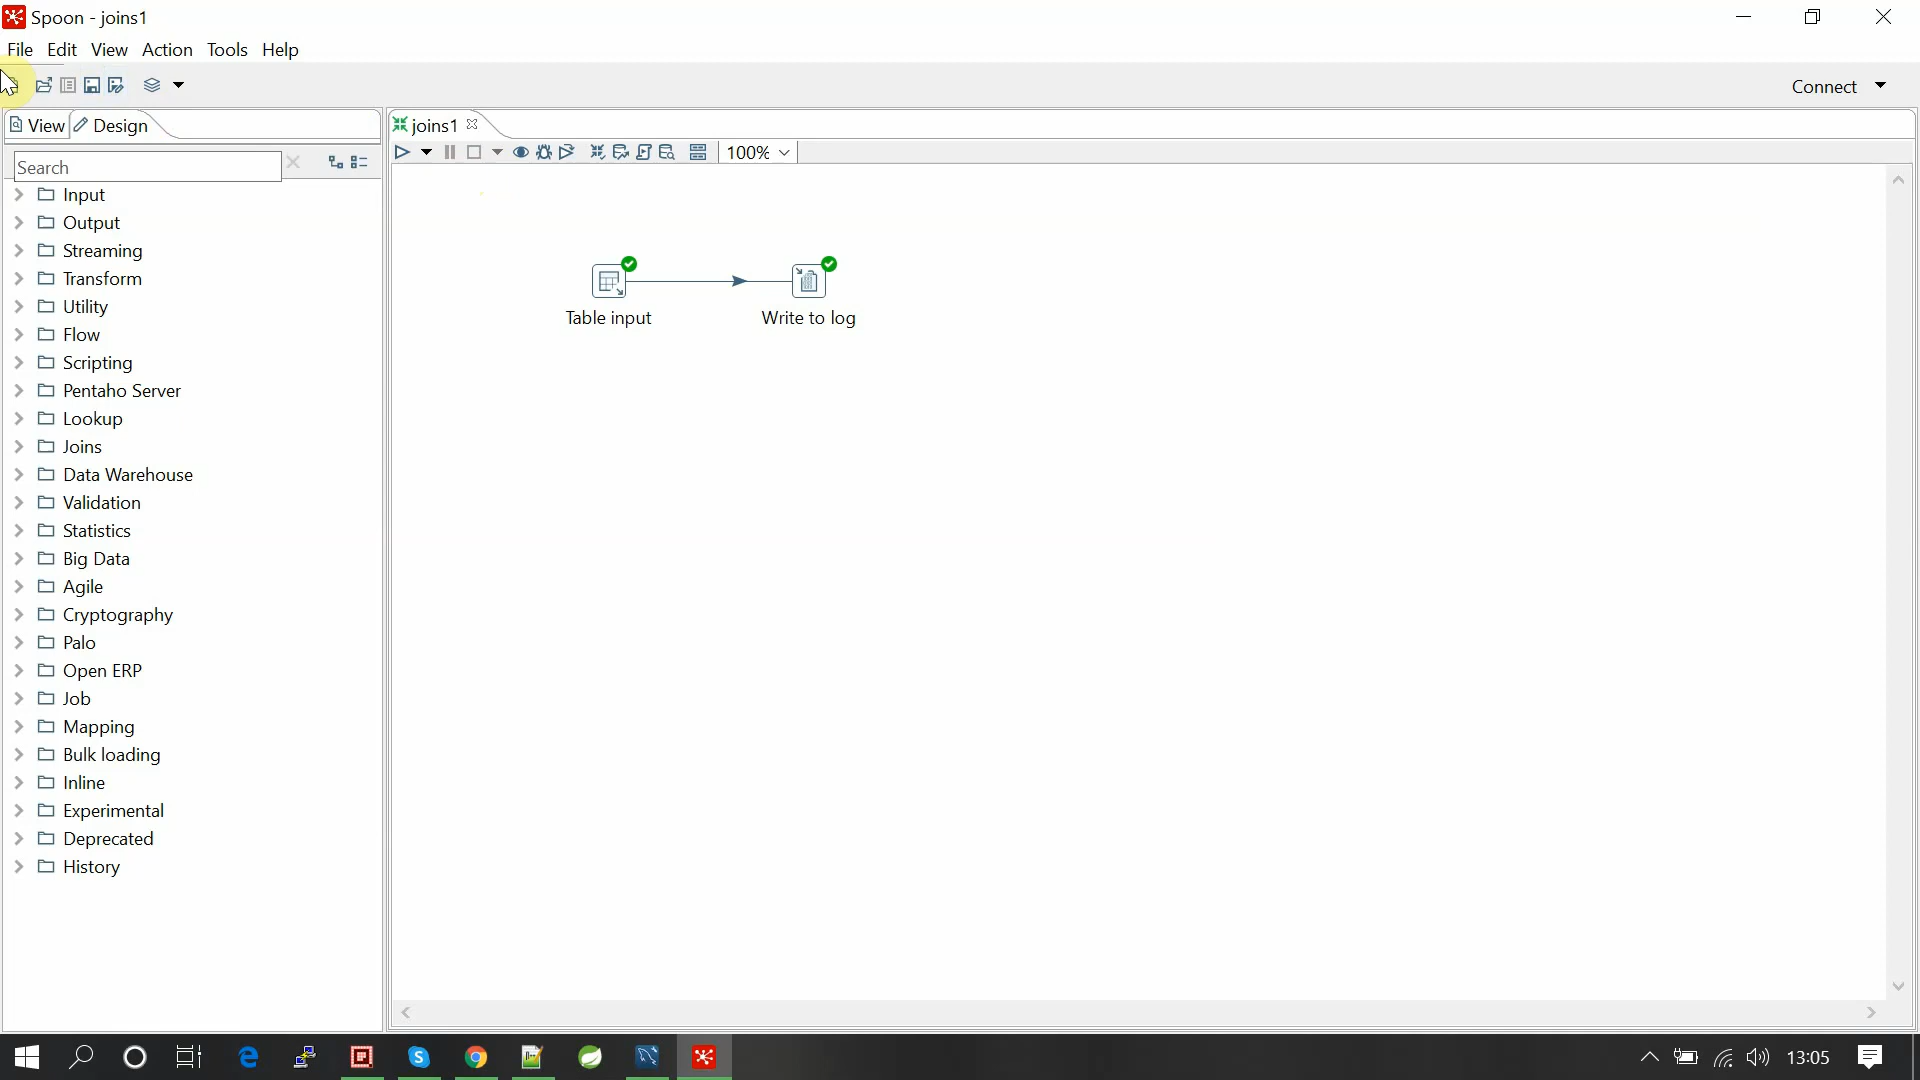 Spoon - joins1
File Edit View Action Tools Help
Connect
View Design
joins1
100%
Search
Input
Output
Streaming
Transform
Utility
Flow
Scripting
Pentaho Server
Lookup
Joins
Data Warehouse
Validation
Statistics
Big Data
Agile
Cryptography
Palo
Open ERP
Job
Mapping
Bulk loading
Inline
Experimental
Deprecated
History
Table input
Write to log
13:05